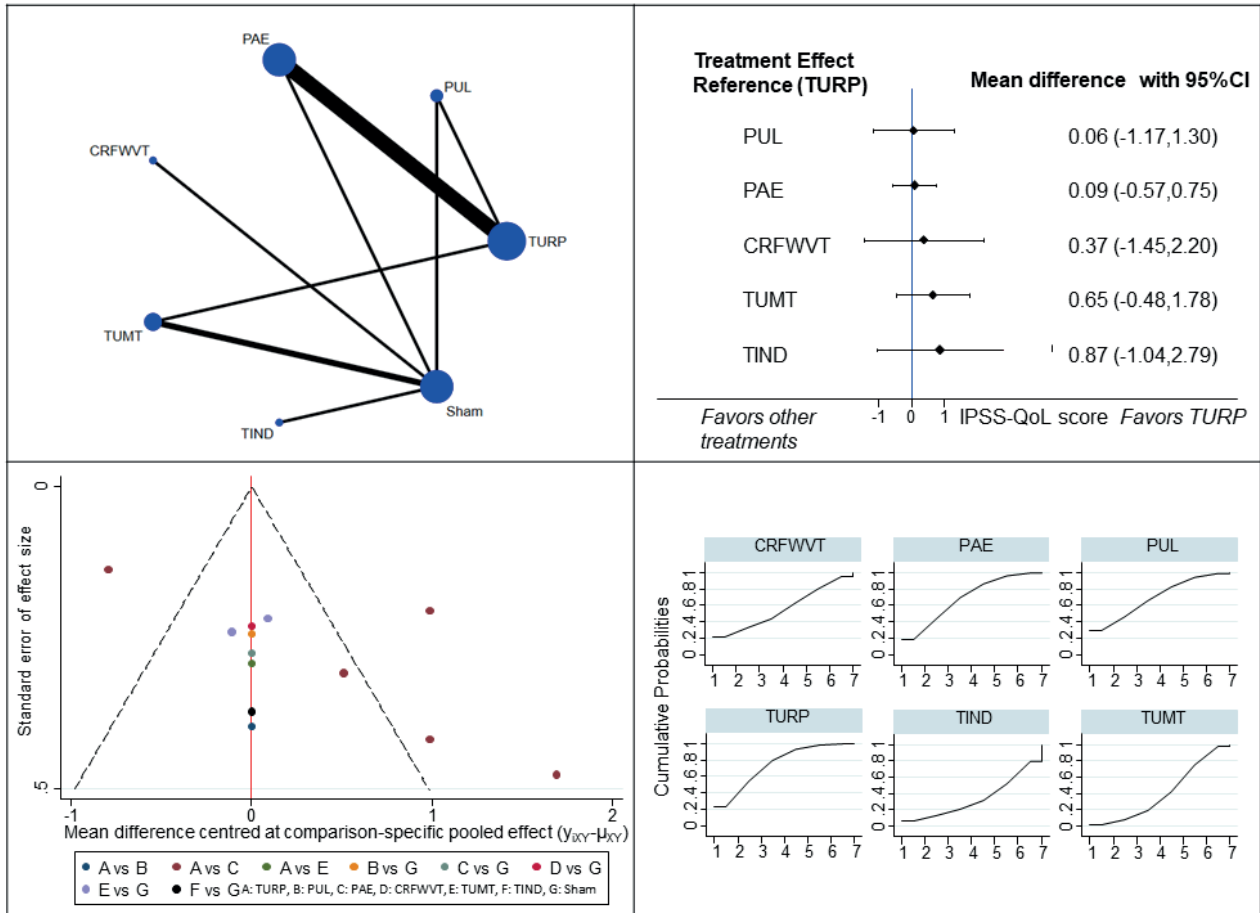 PAE
PUL
CRFWVT
TURP
TUMT
Sham
TIND
Treatment Effect
Reference (TURP)
Mean difference with 95%CI
PUL
0.06 (-1.17,1.30)
PAE
0.09 (-0.57,0.75)
CRFWVT
0.37 (-1.45,2.20)
TUMT
0.65 (-0.48,1.78)
TIND
0.87 (-1.04,2.79)
Favors other
treatments
-1 0 1 IPSS-QoL score Favors TURP
Standard error of effect size
0
.5
-1 0 1 2
Mean difference centred at comparison-specific pooled effect (yᵢXY-μXY)
A vs B A vs C A vs E B vs G C vs G D vs G
E vs G F vs G A: TURP, B: PUL, C: PAE, D: CRFWVT, E: TUMT, F: TIND, G: Sham
Cumulative Probabilities
CRFWVT PAE PUL
0 .2 .4 .6 .8 1
0 .2 .4 .6 .8 1
0 .2 .4 .6 .8 1
1 2 3 4 5 6 7
1 2 3 4 5 6 7
1 2 3 4 5 6 7
TURP TIND TUMT
0 .2 .4 .6 .8 1
0 .2 .4 .6 .8 1
0 .2 .4 .6 .8 1
1 2 3 4 5 6 7
1 2 3 4 5 6 7
1 2 3 4 5 6 7